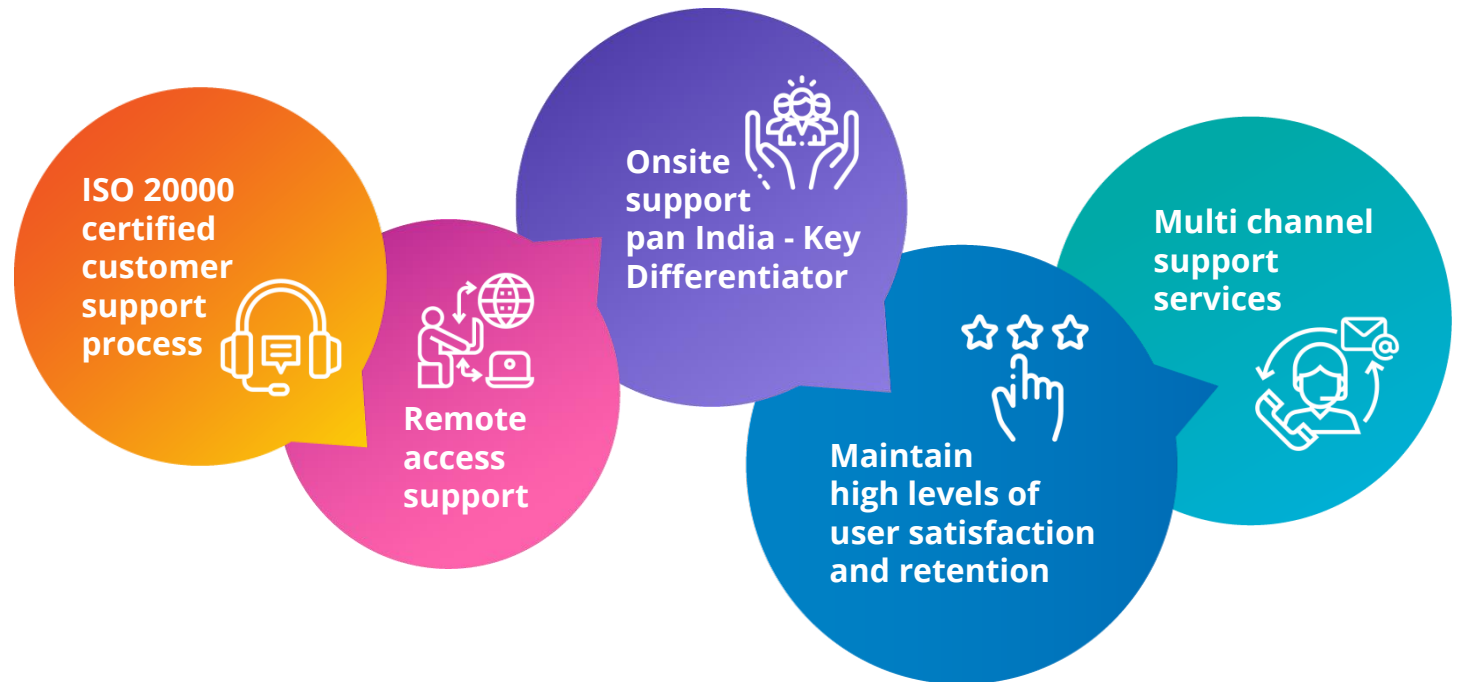 ISO 20000
certified
customer
support
process
Remote
access
support
Onsite
support
pan India - Key
Differentiator
Maintain
high levels of
user satisfaction
and retention
Multi channel
support
services